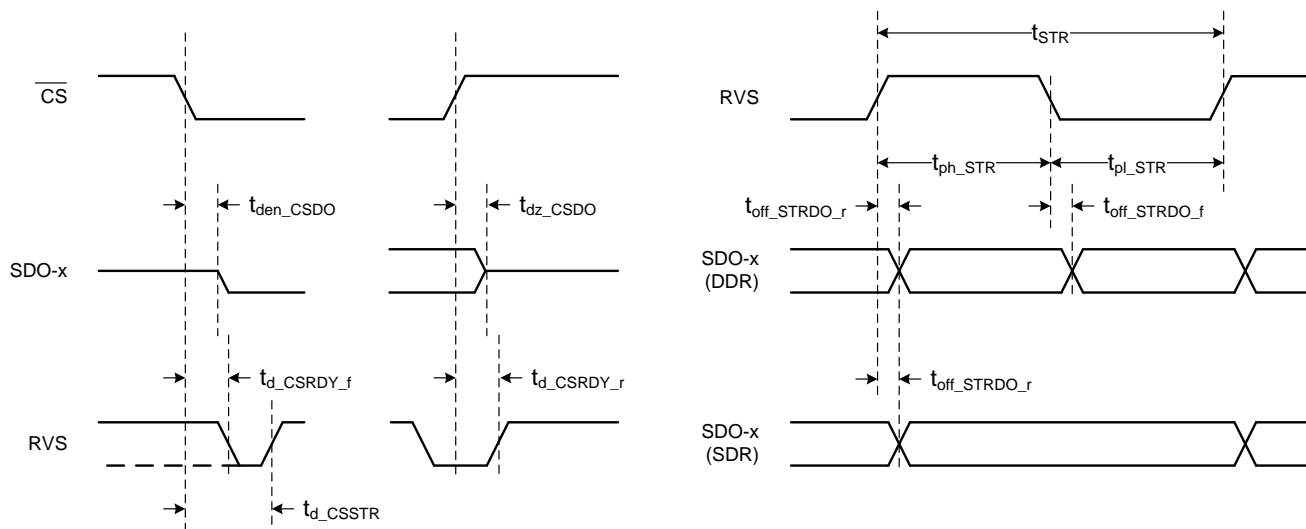 CS
t_den_CSDO
t_dz_CSDO
SDO-x
t_d_CSRDY_f
t_d_CSRDY_r
RVS
t_d_CSSTR
t_STR
RVS
t_ph_STR
t_pl_STR
t_off_STRDO_r
t_off_STRDO_f
SDO-x
(DDR)
t_off_STRDO_r
SDO-x
(SDR)